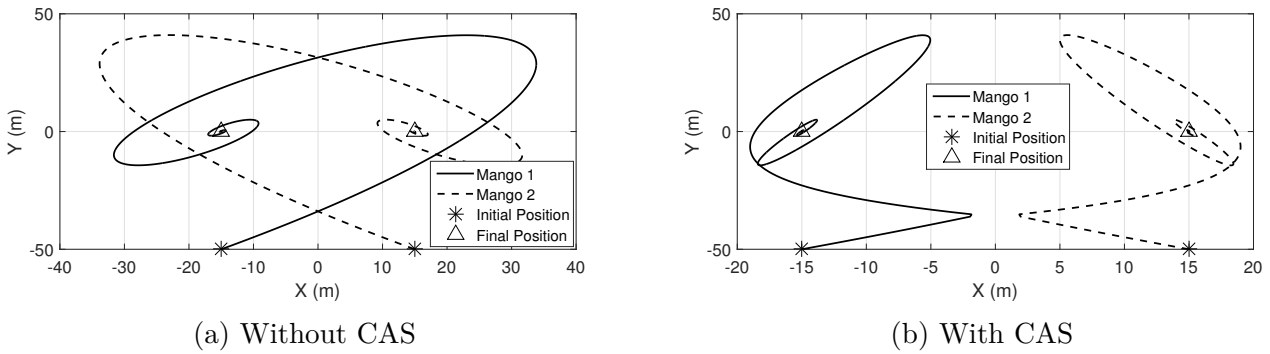 50
0
-50
Y (m)
-40
-30
-20
-10
0
10
20
30
40
X (m)
Mango 1
Mango 2
Initial Position
Final Position
(a) Without CAS
50
0
-50
Y (m)
-20
-15
-10
-5
0
5
10
15
20
X (m)
Mango 1
Mango 2
Initial Position
Final Position
(b) With CAS